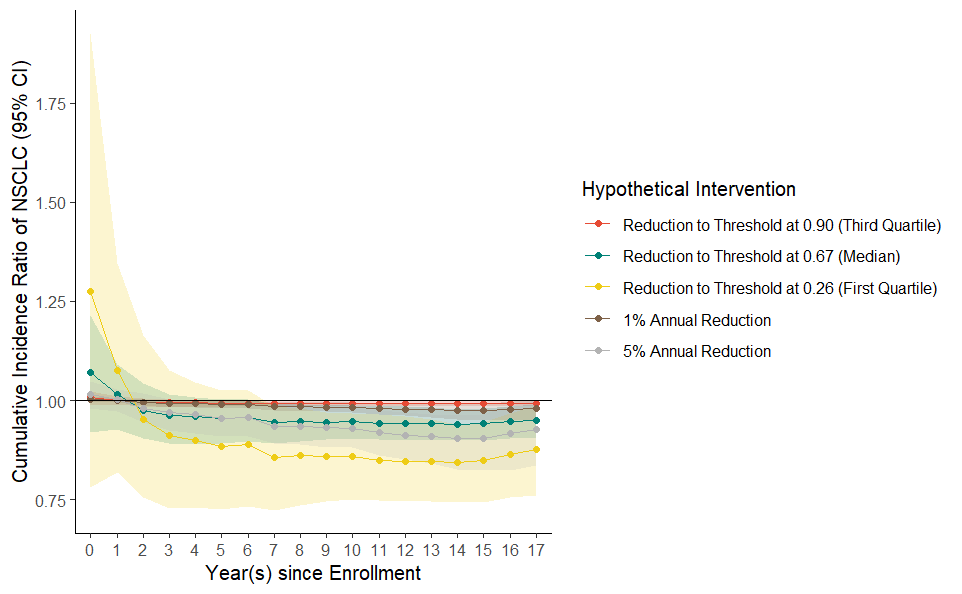 Cumulative Incidence Ratio of NSCLC (95% CI)
1.75
1.50
1.25
1.00
0.75
0 1 2 3 4 5 6 7 8 9 10 11 12 13 14 15 16 17
Year(s) since Enrollment
Hypothetical Intervention
Reduction to Threshold at 0.90 (Third Quartile)
Reduction to Threshold at 0.67 (Median)
Reduction to Threshold at 0.26 (First Quartile)
1% Annual Reduction
5% Annual Reduction